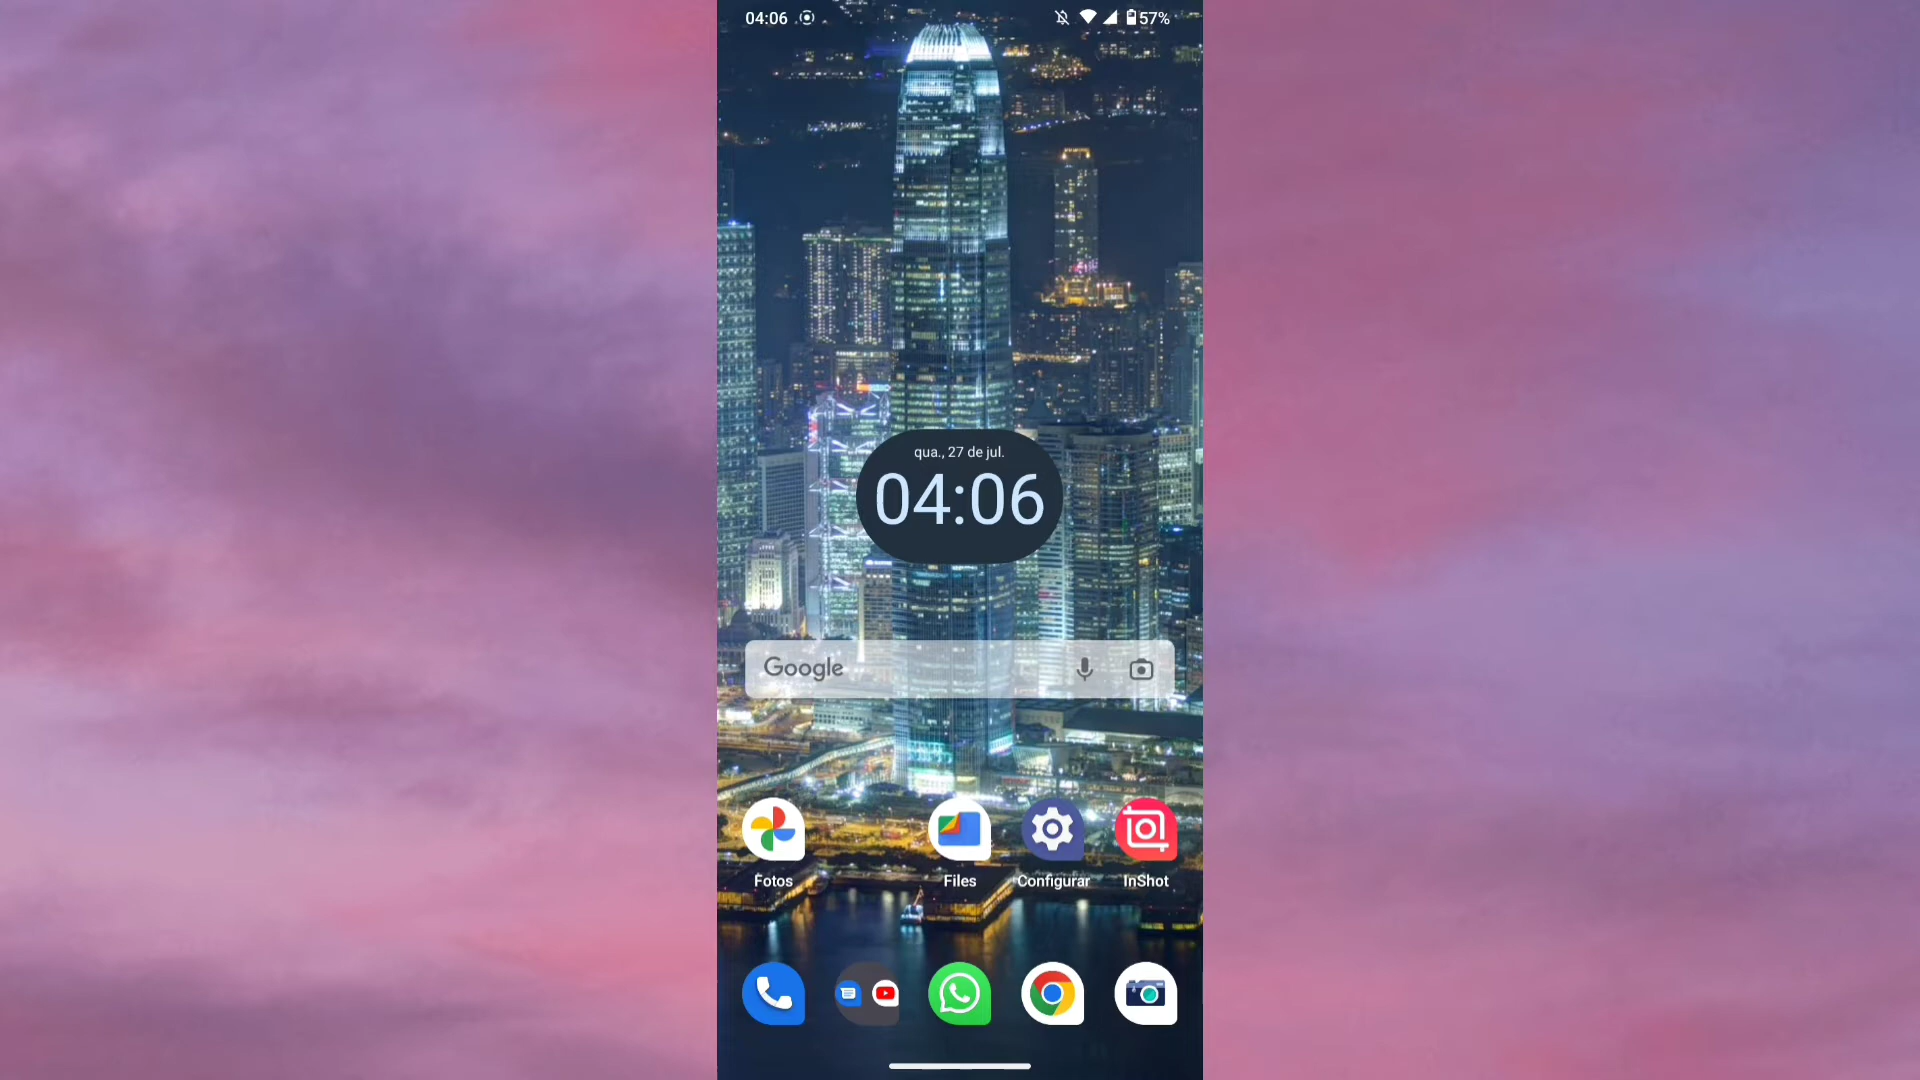 04:06
57%
qua., 27 de jul.
04:06
Google
Fotos
Files
Configurar
InShot